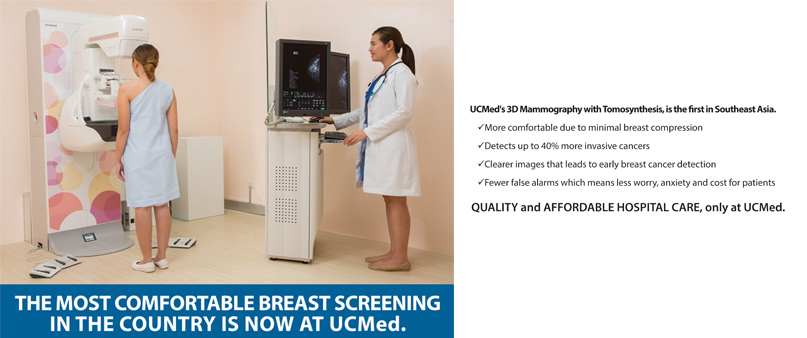 THE MOST COMFORTABLE BREAST SCREENING
IN THE COUNTRY IS NOW AT UCMed.
UCMed's 3D Mammography with Tomosynthesis, is the first in Southeast Asia.
✓More comfortable due to minimal breast compression
✓Detects up to 40% more invasive cancers
✓Clearer images that leads to early breast cancer detection
✓Fewer false alarms which means less worry, anxiety and cost for patients
QUALITY and AFFORDABLE HOSPITAL CARE, only at UCMed.